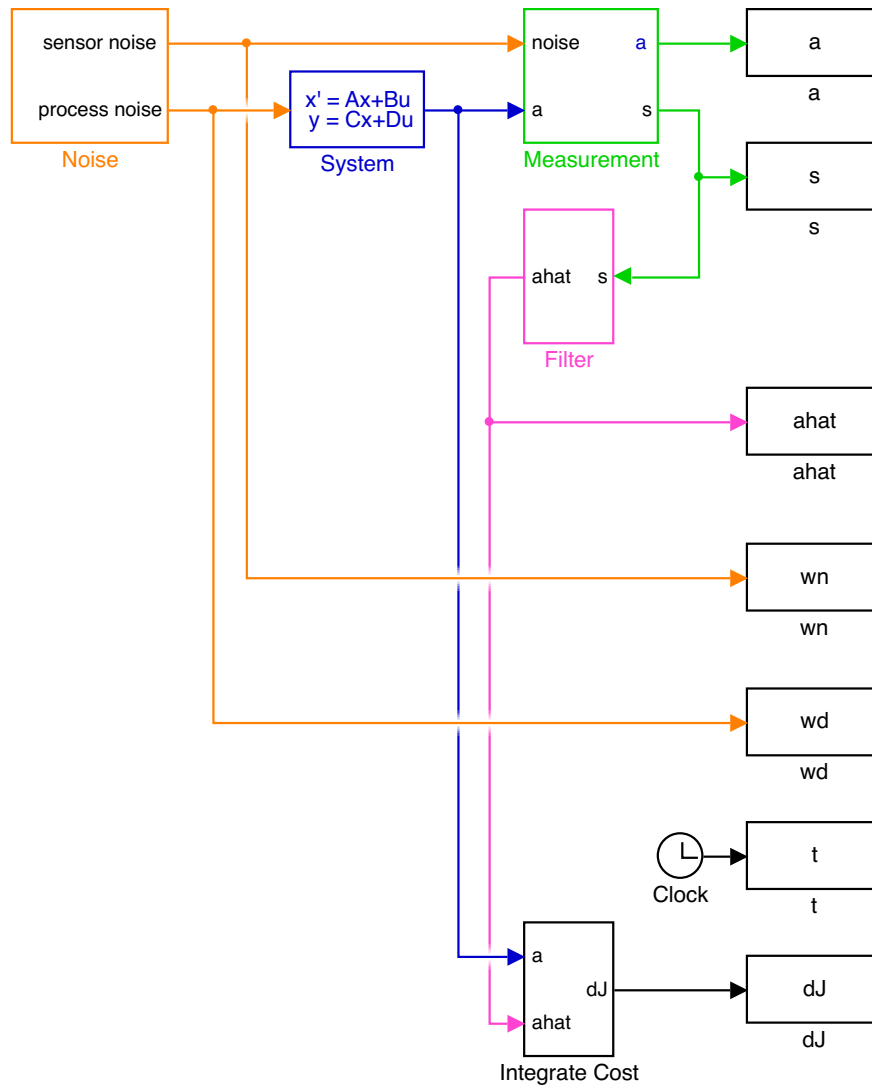 sensor noise
process noise
Noise
x' = Ax+Bu
y = Cx+Du
System
noise
a
a
s
Measurement
a
a
s
s
ahat
s
Filter
ahat
ahat
wn
wn
wd
wd
Clock
t
t
a
ahat
dJ
Integrate Cost
dJ
dJ